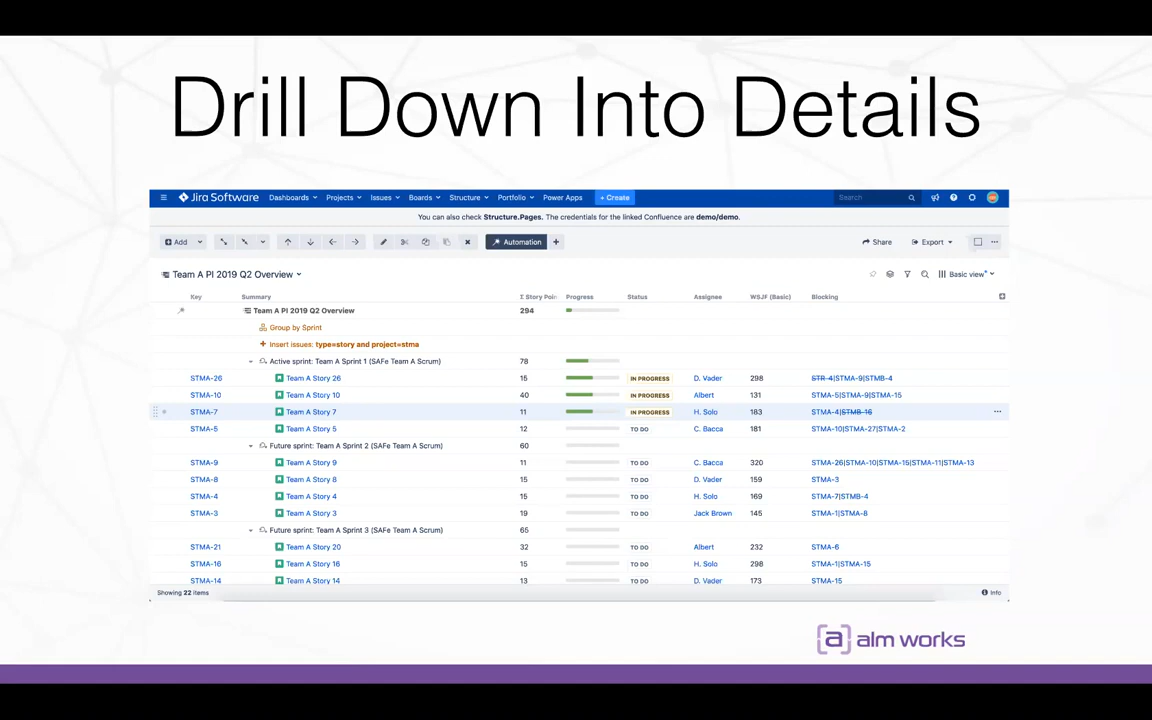 Drill Down Into Details
Jira Software Dashboards Projects Issues Boards Structure Portfolio Power Apps + Create Search
You can also check Structure.Pages. The credentials for the linked Confluence are demo/demo.
Add Automation + Share Export
Team A PI 2019 Q2 Overview Basic view*
Key Summary Σ Story Poin Progress Status Assignee WSJF (Basic) Blocking
Team A PI 2019 Q2 Overview 294
Group by Sprint
Insert issues: type=story and project=stma
Active sprint: Team A Sprint 1 (SAFe Team A Scrum) 78
STMA-26 Team A Story 26 15 IN PROGRESS D. Vader 298 STR-4|STMA-9|STMB-4
STMA-10 Team A Story 10 40 IN PROGRESS Albert 131 STMA-5|STMA-9|STMA-15
STMA-7 Team A Story 7 11 IN PROGRESS H. Solo 183 STMA-4|STMB-16
STMA-5 Team A Story 5 12 TO DO C. Bacca 181 STMA-10|STMA-27|STMA-2
Future sprint: Team A Sprint 2 (SAFe Team A Scrum) 60
STMA-9 Team A Story 9 11 TO DO C. Bacca 320 STMA-26|STMA-10|STMA-15|STMA-11|STMA-13
STMA-8 Team A Story 8 15 TO DO D. Vader 159 STMA-3
STMA-4 Team A Story 4 15 TO DO H. Solo 169 STMA-7|STMB-4
STMA-3 Team A Story 3 19 TO DO Jack Brown 145 STMA-1|STMA-8
Future sprint: Team A Sprint 3 (SAFe Team A Scrum) 65
STMA-21 Team A Story 20 32 TO DO Albert 232 STMA-6
STMA-16 Team A Story 16 15 TO DO H. Solo 298 STMA-1|STMA-15
STMA-14 Team A Story 14 13 TO DO D. Vader 173 STMA-15
Showing 22 items Info
[a] alm works